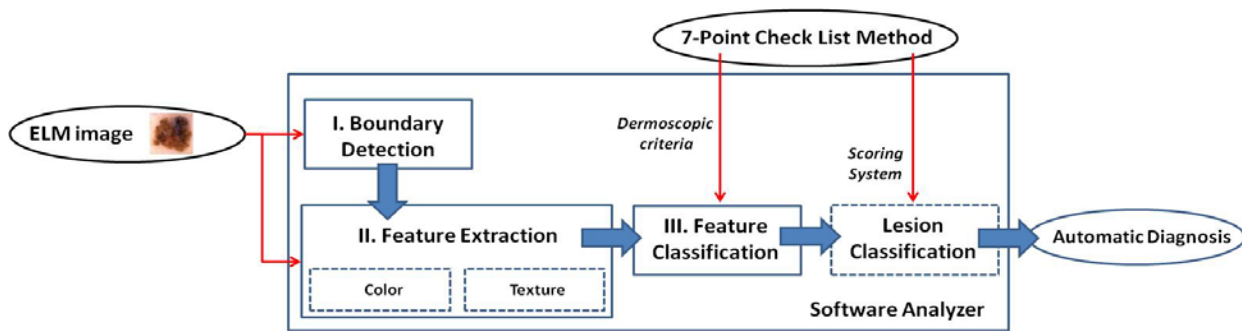 7-Point Check List Method
ELM image
I. Boundary
Detection
Dermoscopic
criteria
Scoring
System
II. Feature Extraction
Color
Texture
III. Feature
Classification
Lesion
Classification
Automatic Diagnosis
Software Analyzer